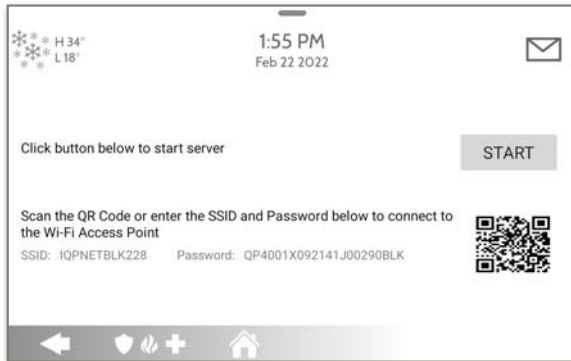 H 34°
L 18°
1:55 PM
Feb 22 2022
Click button below to start server
START
Scan the QR Code or enter the SSID and Password below to connect to
the Wi-Fi Access Point
SSID: IQPNETBLK228 Password: QP4001X092141J00290BLK